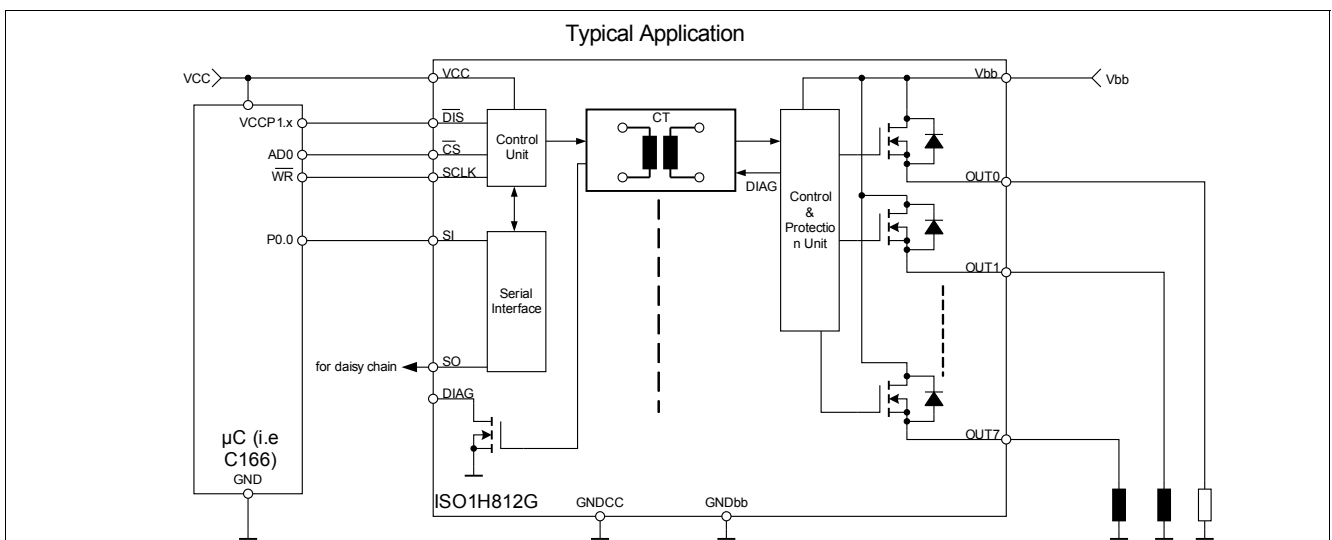 Typical Application
VCC
VCC
Vbb
Vbb
VCCP1.x
DIS
CT
AD0
CS
Control
Unit
WR
SCLK
DIAG
OUT0
Control
&
Protectio
n Unit
P0.0
SI
OUT1
Serial
Interface
for daisy chain
SO
DIAG
OUT7
µC (i.e
C166)
GND
ISO1H812G
GNDCC
GNDbb